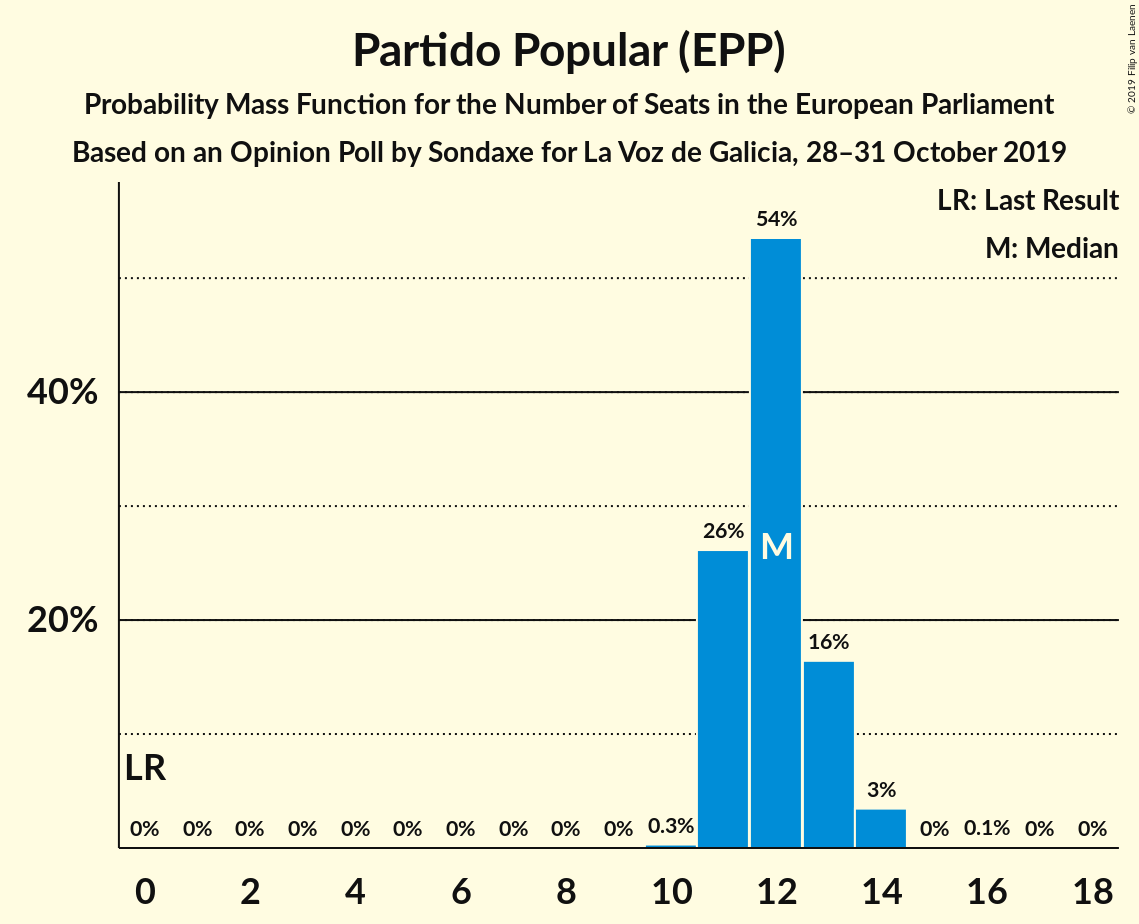 Partido Popular (EPP)
Probability Mass Function for the Number of Seats in the European Parliament
Based on an Opinion Poll by Sondaxe for La Voz de Galicia, 28–31 October 2019
© 2019 Filip van Laenen
LR: Last Result
M: Median
54%
40%
26%
M
20%
16%
LR
3%
0% 0% 0% 0% 0% 0% 0% 0% 0% 0% 0.3% 0% 0.1% 0% 0%
0 2 4 6 8 10 12 14 16 18